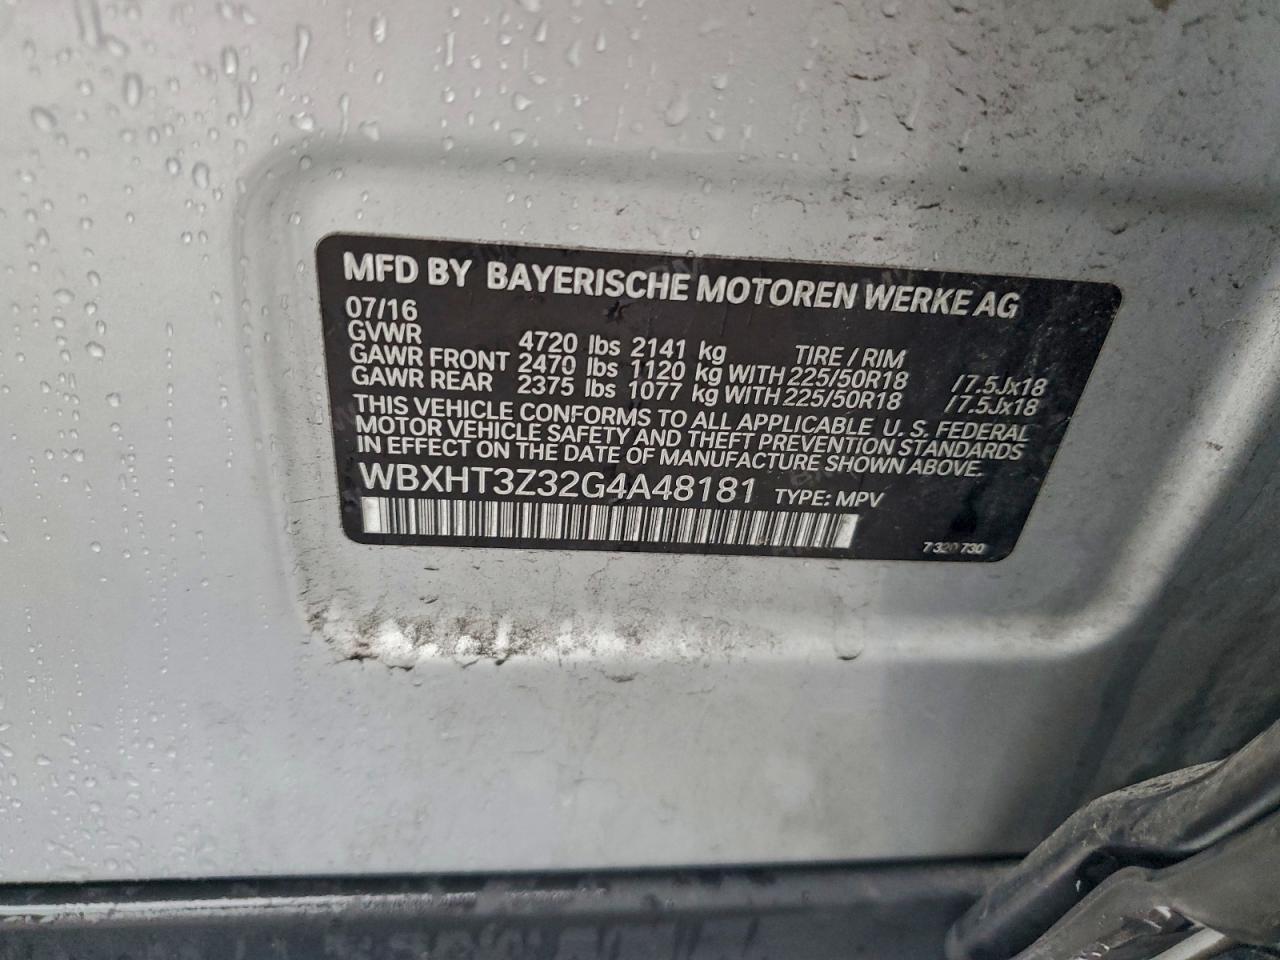 MFD BY BAYERISCHE MOTOREN WERKE AG
07/16
GVWR 4720 lbs 2141 kg TIRE / RIM
GAWR FRONT 2470 lbs 1120 kg WITH 225/50R18 /7.5Jx18
GAWR REAR 2375 lbs 1077 kg WITH 225/50R18 /7.5Jx18
THIS VEHICLE CONFORMS TO ALL APPLICABLE U. S. FEDERAL
MOTOR VEHICLE SAFETY AND THEFT PREVENTION STANDARDS
IN EFFECT ON THE DATE OF MANUFACTURE SHOWN ABOVE.
WBXHT3Z32G4A48181 TYPE: MPV
7 320 730